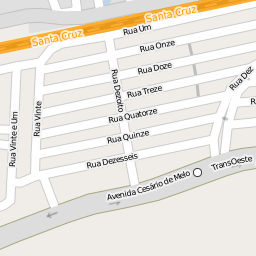 Santa Cruz
Santa Cruz
Rua Um
Rua Onze
Rua Doze
Rua Dez
Rua Treze
Rua Dezoito
Rua Quatorze
Rua Vinte
Rua Quinze
Rua Vinte e Um
Rua Dezesseis
TransOeste
Avenida Cesário de Melo